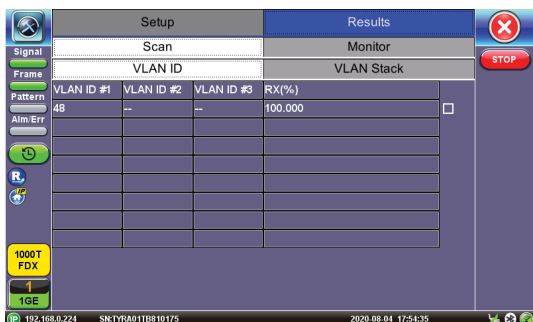 Setup Results
Signal Scan Monitor
STOP
Frame VLAN ID VLAN Stack
Pattern VLAN ID #1 VLAN ID #2 VLAN ID #3 RX(%)
48 -- -- 100.000
Alm/Err
R
IP
1000T
FDX
1
1GE
IP 192.168.0.224 SN:TYRA01TB810175 2020-08-04 17:54:35